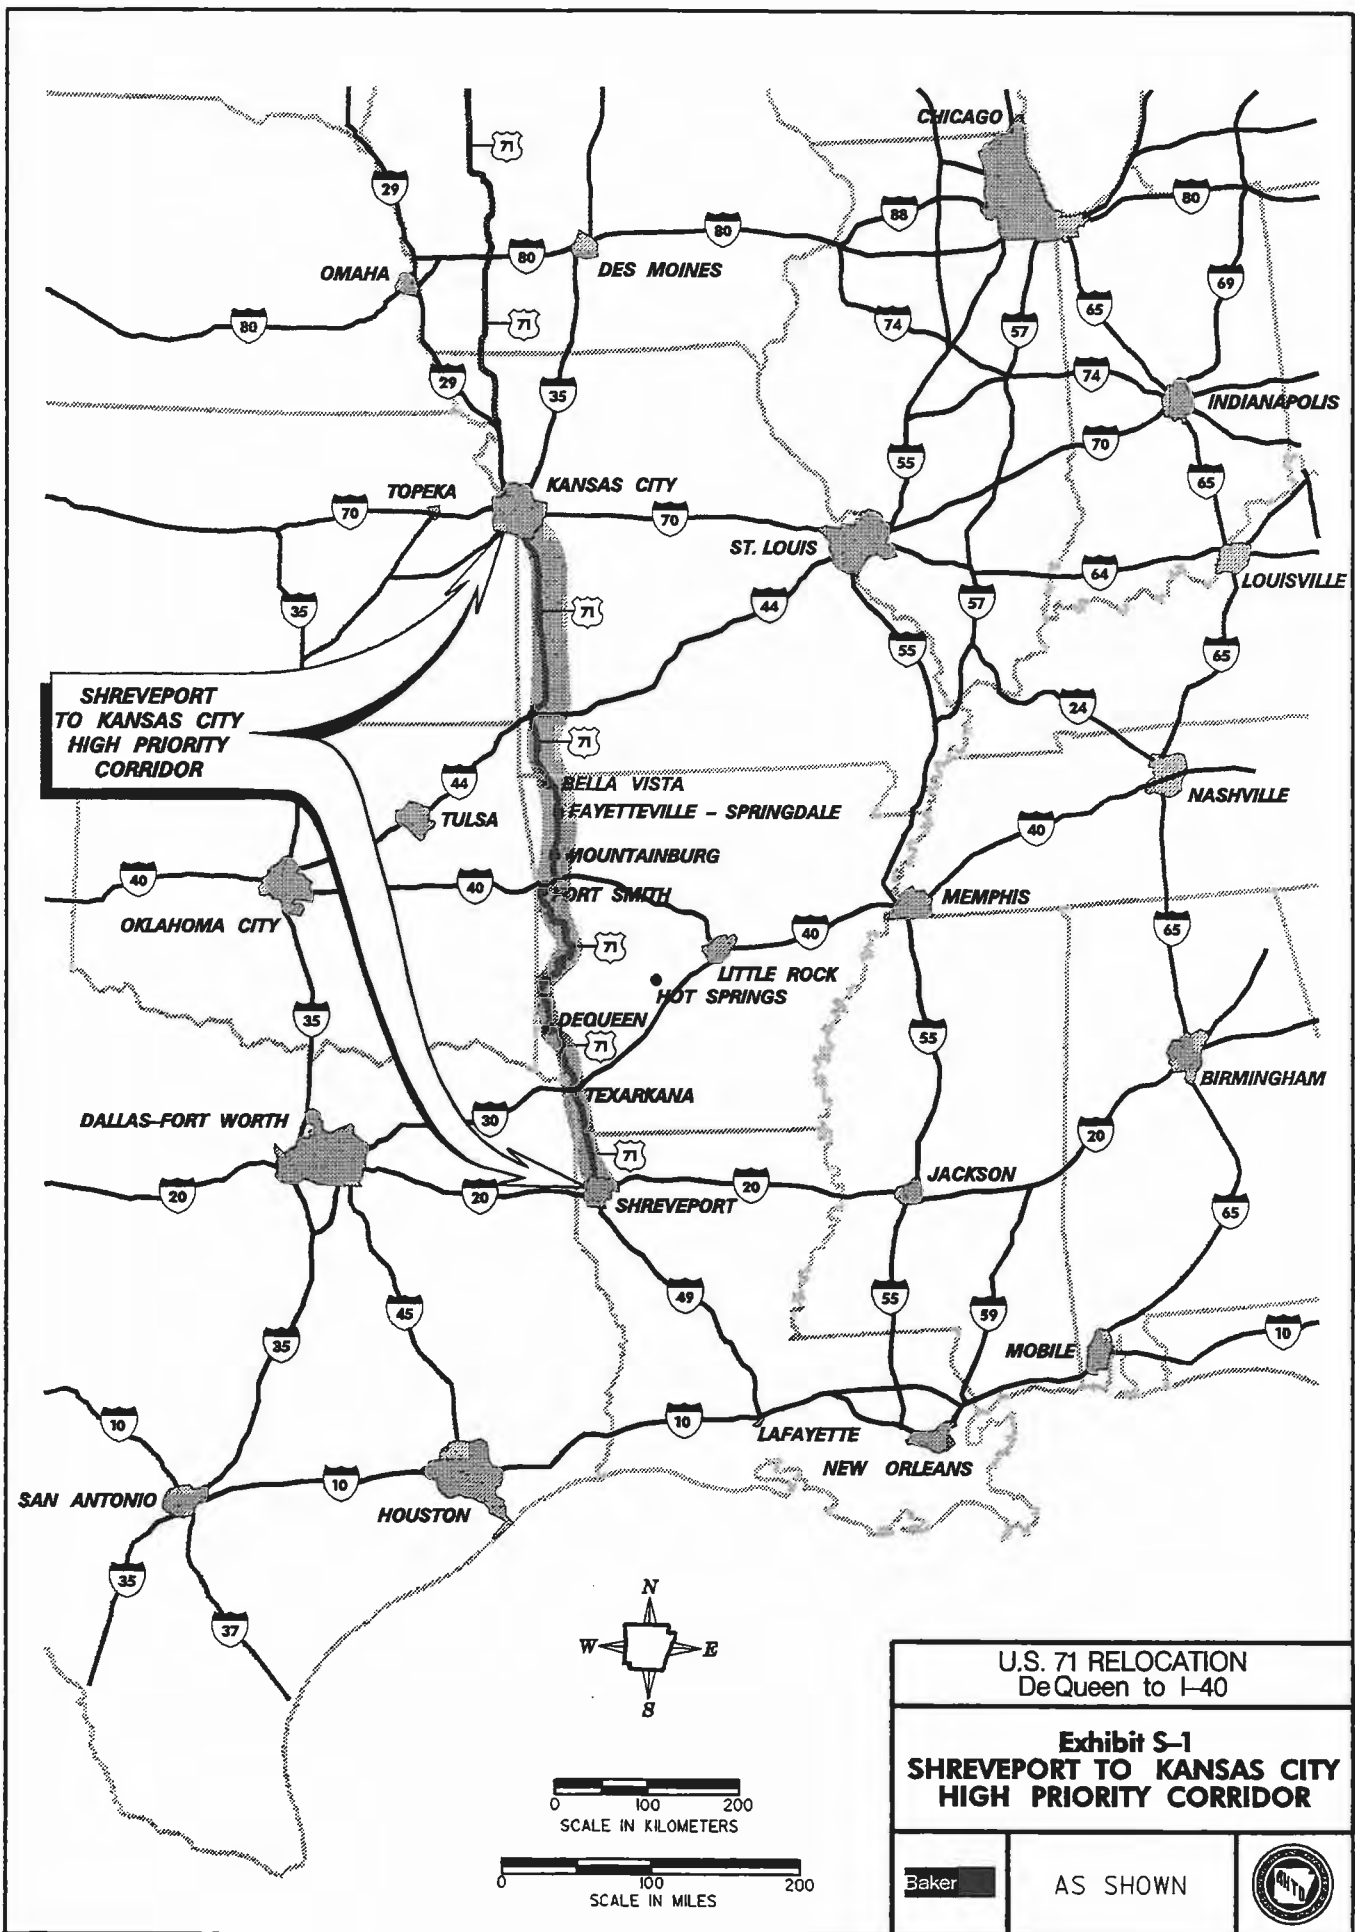 CHICAGO
71
29
88
80
80
80
OMAHA
DES MOINES
69
65
80
71
74
57
29
35
74
INDIANAPOLIS
70
55
65
TOPEKA
KANSAS CITY
70
70
ST. LOUIS
64
LOUISVILLE
35
71
44
57
55
65
SHREVEPORT
TO KANSAS CITY
HIGH PRIORITY
CORRIDOR
24
71
44
BELLA VISTA
NASHVILLE
TULSA
FAYETTEVILLE - SPRINGDALE
40
MOUNTAINBURG
40
40
FORT SMITH
MEMPHIS
OKLAHOMA CITY
40
65
71
LITTLE ROCK
HOT SPRINGS
35
DEQUEEN
55
71
BIRMINGHAM
TEXARKANA
DALLAS-FORT WORTH
30
20
71
JACKSON
20
20
20
SHREVEPORT
65
49
55
59
45
35
MOBILE
10
10
10
LAFAYETTE
NEW ORLEANS
10
SAN ANTONIO
HOUSTON
35
37
N
W E
S
U.S. 71 RELOCATION
DeQueen to I-40
Exhibit S-1
SHREVEPORT TO KANSAS CITY
HIGH PRIORITY CORRIDOR
0 100 200
SCALE IN KILOMETERS
0 100 200
SCALE IN MILES
Baker
AS SHOWN
AHTD